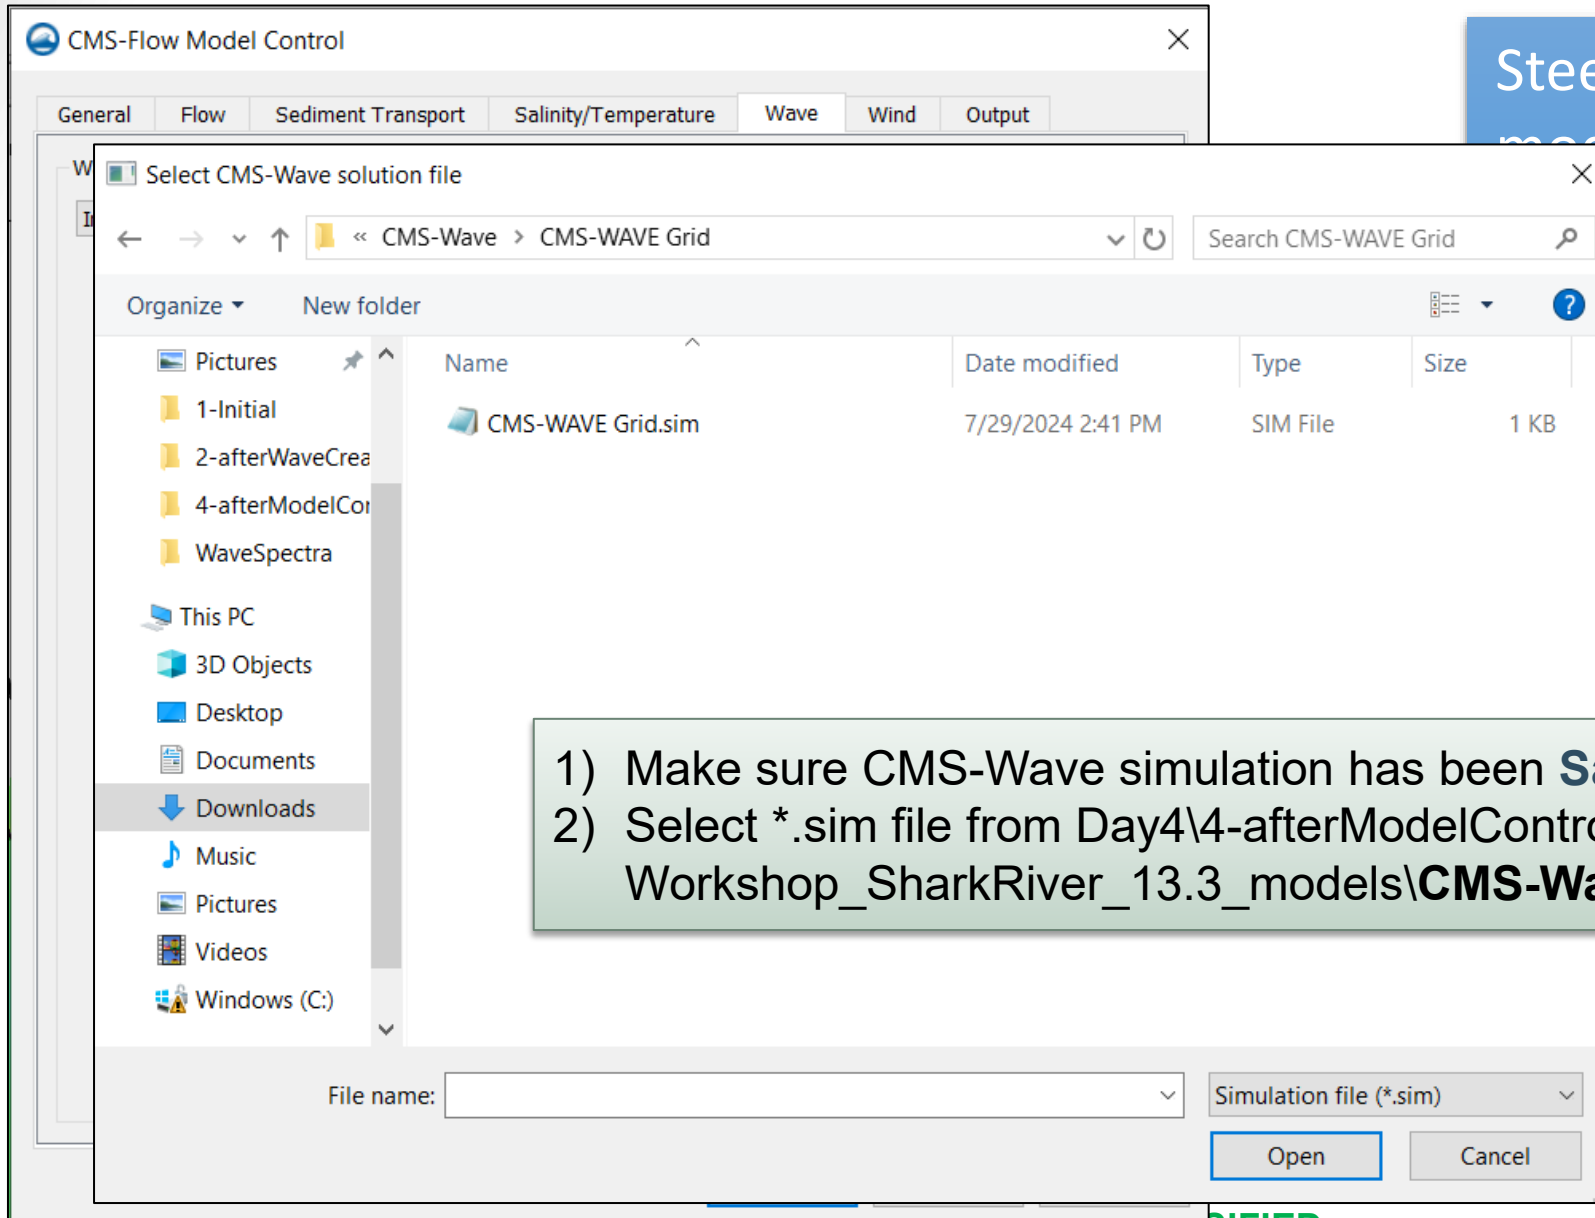 CMS-Flow Model Control
General Flow Sediment Transport Salinity/Temperature Wave Wind Output
Select CMS-Wave solution file
« CMS-Wave > CMS-WAVE Grid
Search CMS-WAVE Grid
Organize New folder
Name Date modified Type Size
CMS-WAVE Grid.sim 7/29/2024 2:41 PM SIM File 1 KB
Pictures
1-Initial
2-afterWaveCrea
4-afterModelCor
WaveSpectra
This PC
3D Objects
Desktop
Documents
Downloads
Music
Pictures
Videos
Windows (C:)
1) Make sure CMS-Wave simulation has been
2) Select *.sim file from Day4\4-afterModelContro
Workshop_SharkRiver_13.3_models\CMS-Wa
File name:
Simulation file (*.sim)
Open Cancel